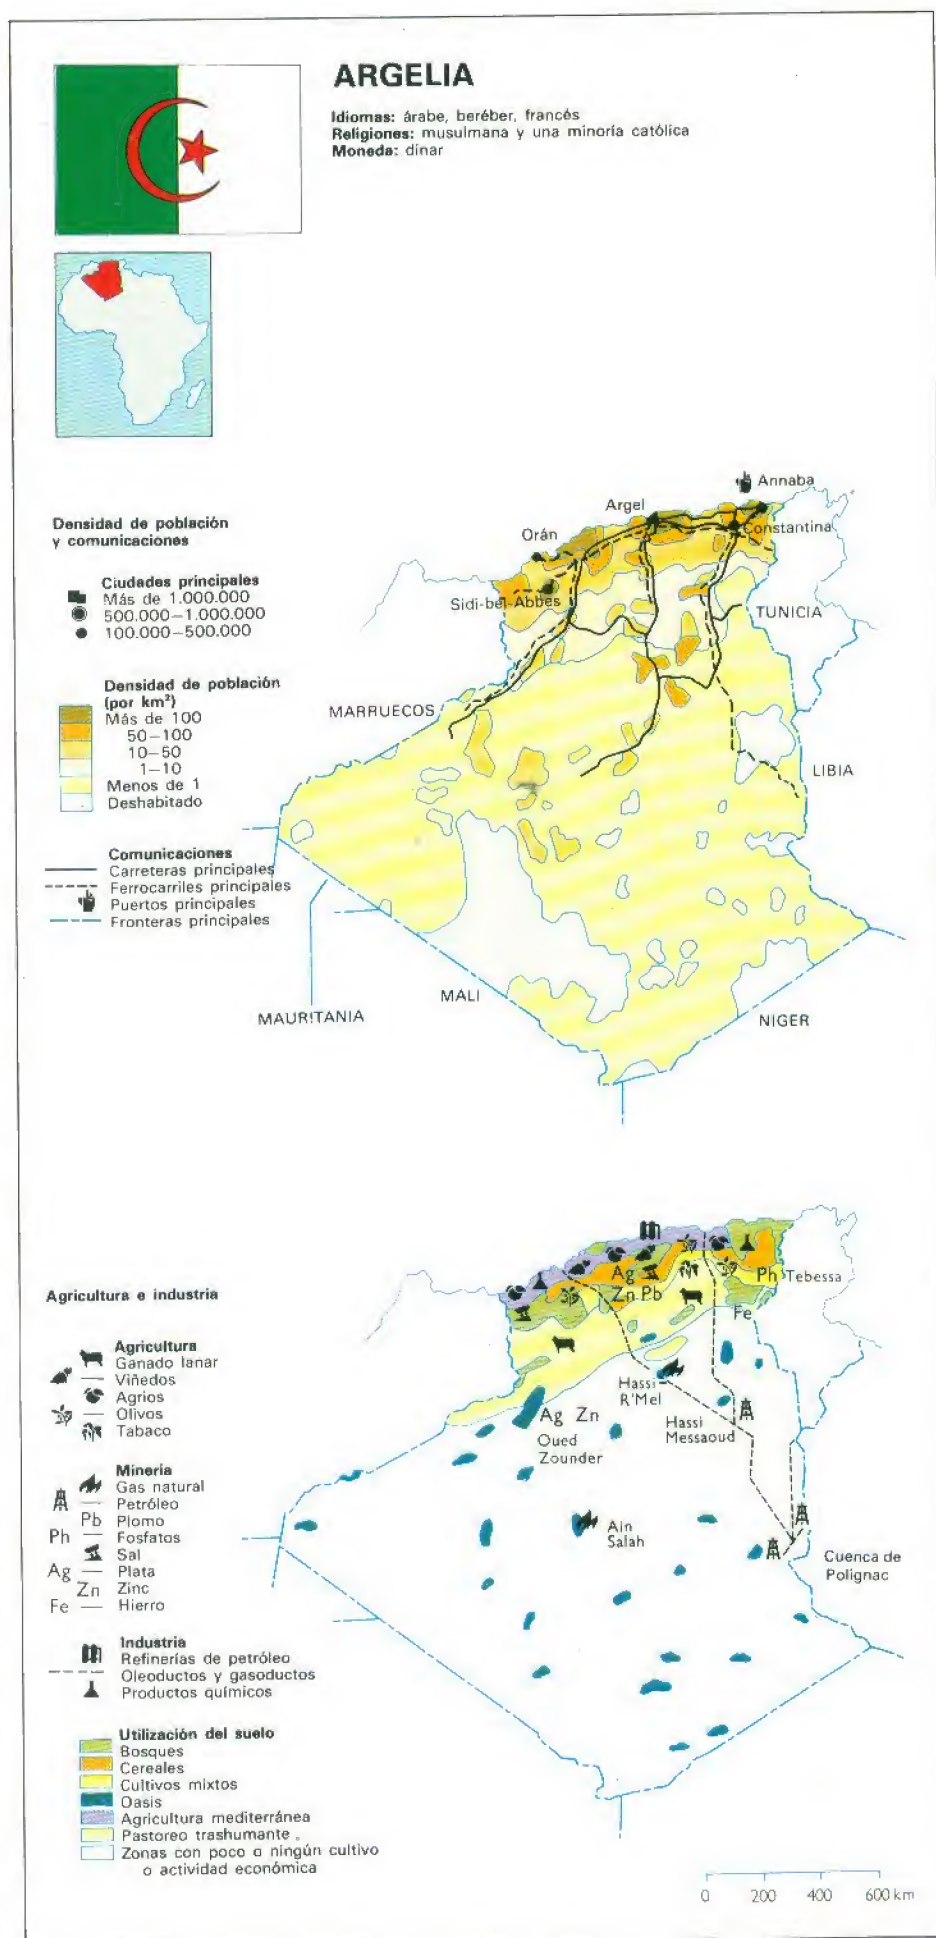 ARGELIA
Idiomas: árabe, beréber, francés
Religiones: musulmana y una minoría católica
Moneda: dinar
Densidad de población
y comunicaciones
Ciudades principales
Más de 1.000.000
500.000–1.000.000
100.000–500.000
Densidad de población
(por km²)
Más de 100
50–100
10–50
1–10
Menos de 1
Deshabitado
Comunicaciones
Carreteras principales
Ferrocarriles principales
Puertos principales
Fronteras principales
Annaba
Argel
Constantina
Orán
Sidi-bel-Abbes
TUNICIA
MARRUECOS
LIBIA
MALI
MAURITANIA
NIGER
Agricultura e industria
Agricultura
Ganado lanar
Viñedos
Agrios
Olivos
Tabaco
Minería
Gas natural
Petróleo
Pb Plomo
Ph — Fosfatos
Sal
Ag — Plata
Zn Zinc
Fe — Hierro
Industria
Refinerías de petróleo
Oleoductos y gasoductos
Productos químicos
Utilización del suelo
Bosques
Cereales
Cultivos mixtos
Oasis
Agricultura mediterránea
Pastoreo trashumante
Zonas con poco o ningún cultivo
o actividad económica
Ag
Zn Pb
Ph Tebessa
Fe
Hassi
R'Mel
Ag Zn
Oued
Zounder
Hassi
Messaoud
Ain
Salah
Cuenca de
Polignac
0 200 400 600 km